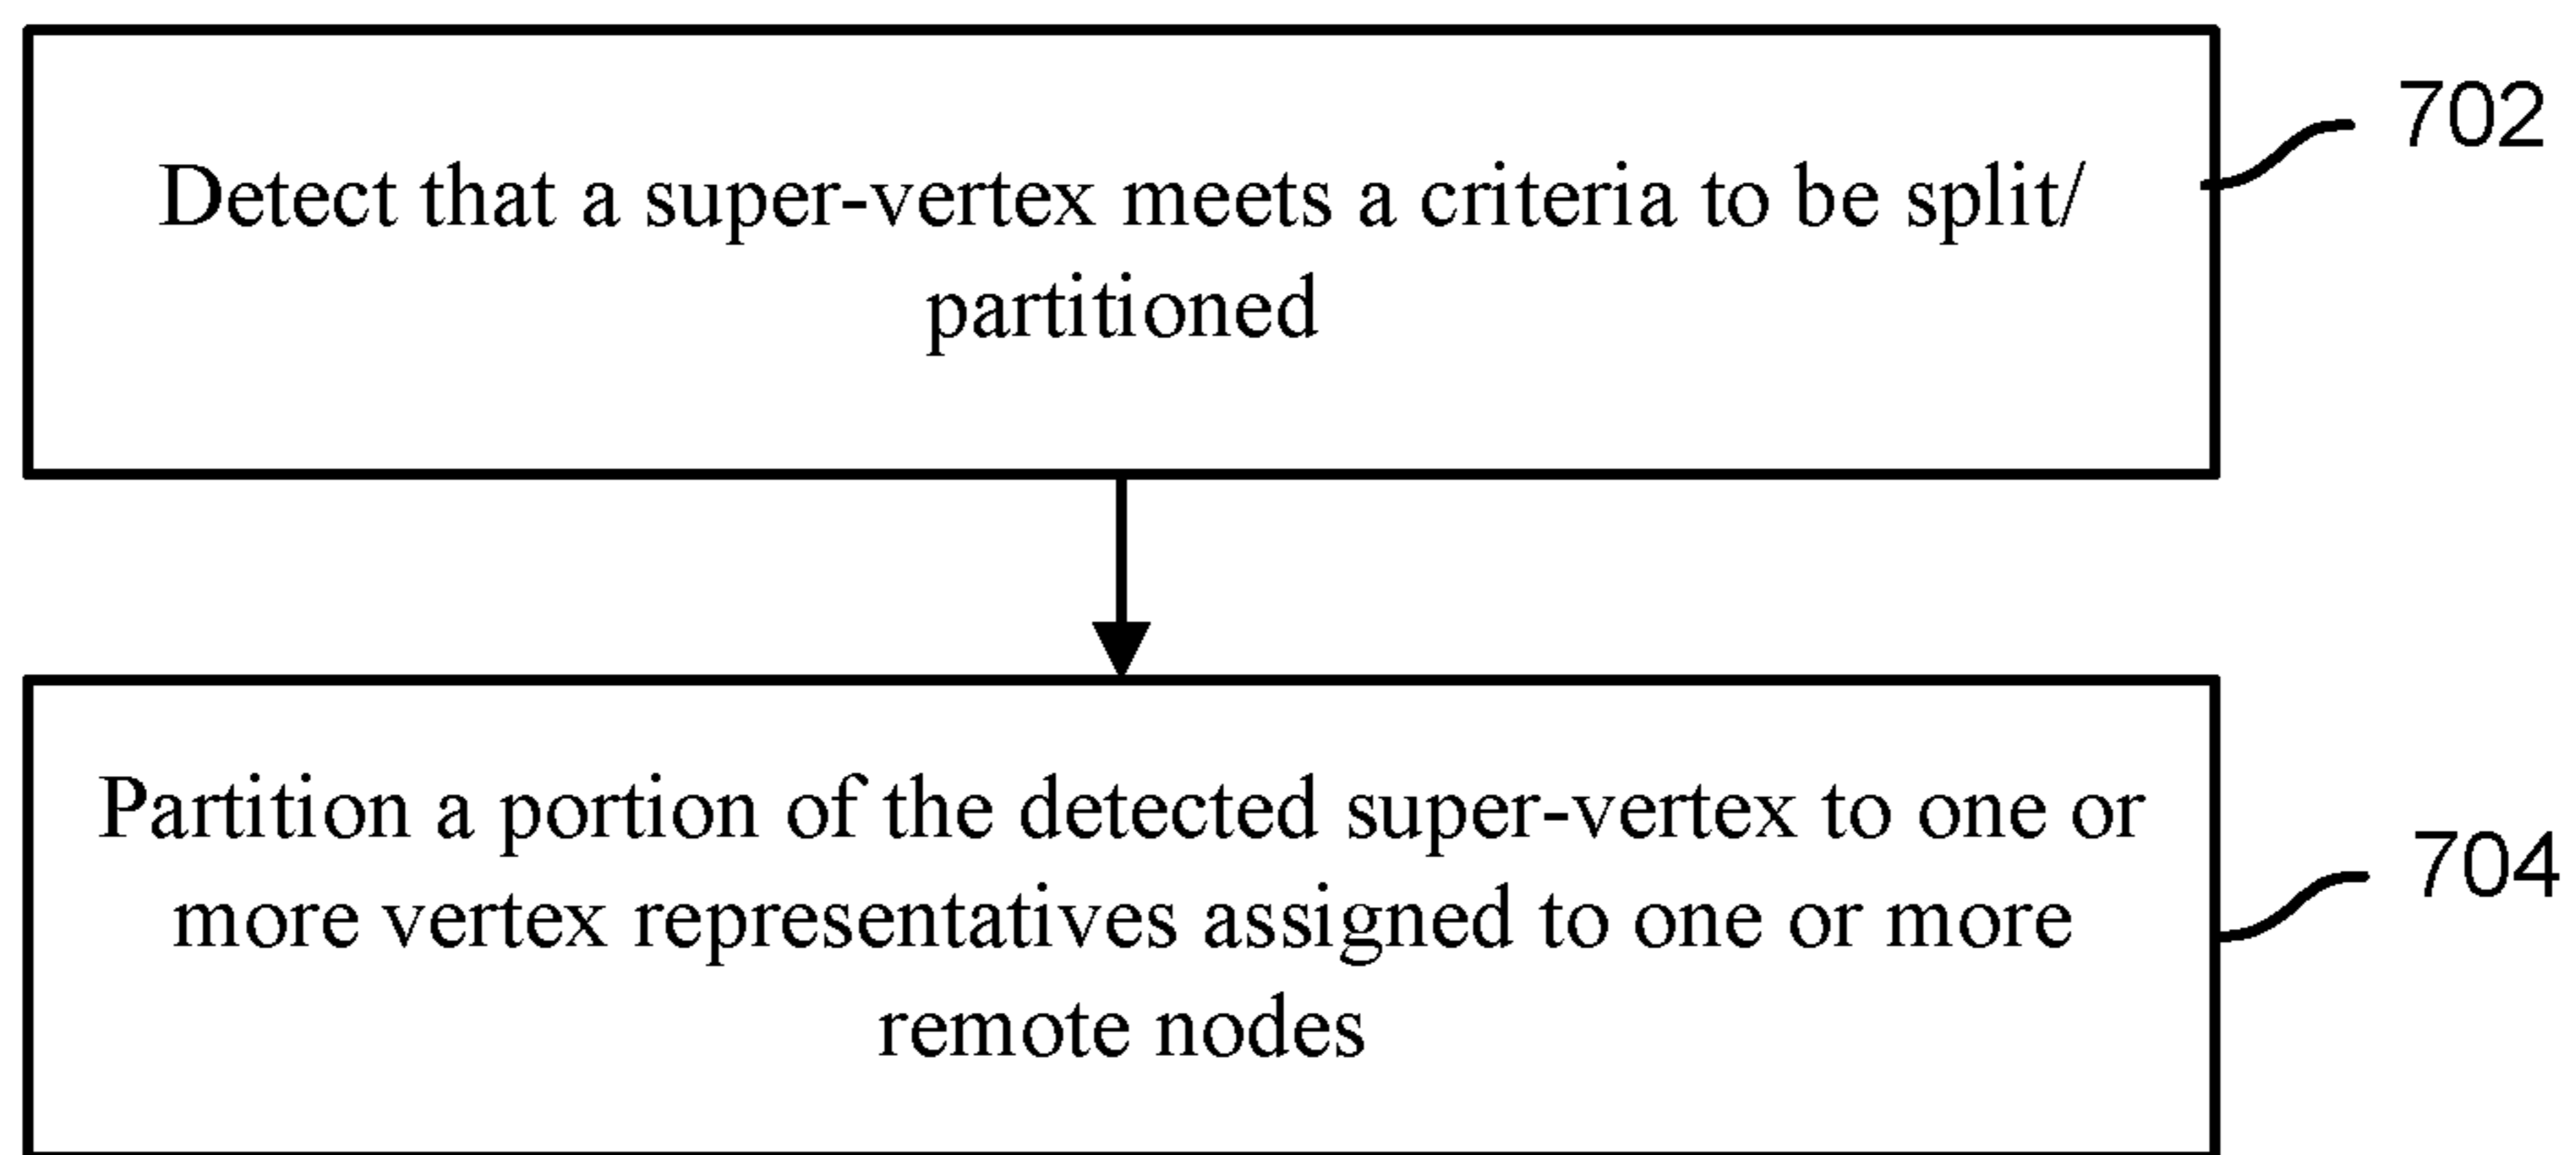 Detect that a super-vertex meets a criteria to be split/
partitioned
702
Partition a portion of the detected super-vertex to one or
more vertex representatives assigned to one or more
remote nodes
704